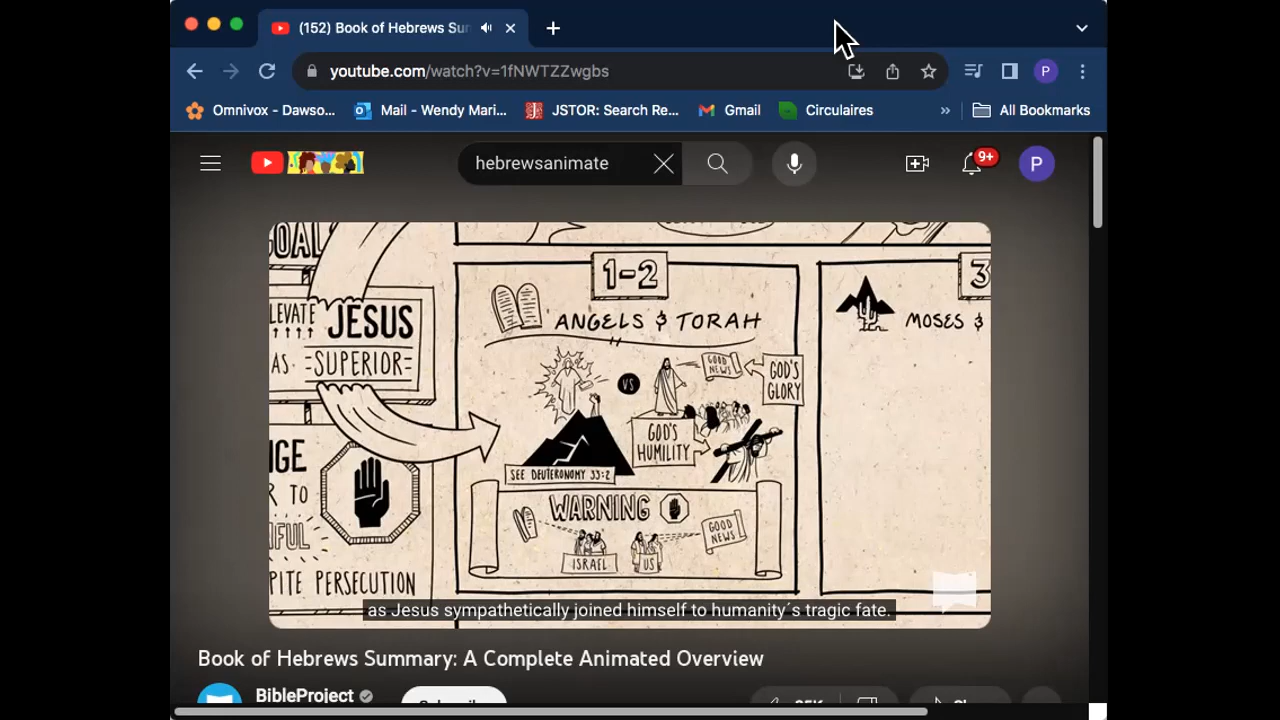 (152) Book of Hebrews Sun
youtube.com/watch?v=1fNWTZZwgbs
P
Omnivox - Dawso...
Mail - Wendy Mari...
JSTOR: Search Re...
Gmail
Circulaires
»
All Bookmarks
hebrewsanimate
9+
P
GOAL
LEVATE JESUS
AS SUPERIOR
1-2
ANGELS & TORAH
VS
GOOD NEWS
GOD'S GLORY
GOD'S HUMILITY
SEE DEUTERONOMY 33:2
WARNING
ISRAEL
US
GOOD NEWS
3
MOSES &
NGE
R TO
FUL
PITE PERSECUTION
as Jesus sympathetically joined himself to humanity´s tragic fate.
Book of Hebrews Summary: A Complete Animated Overview
BibleProject